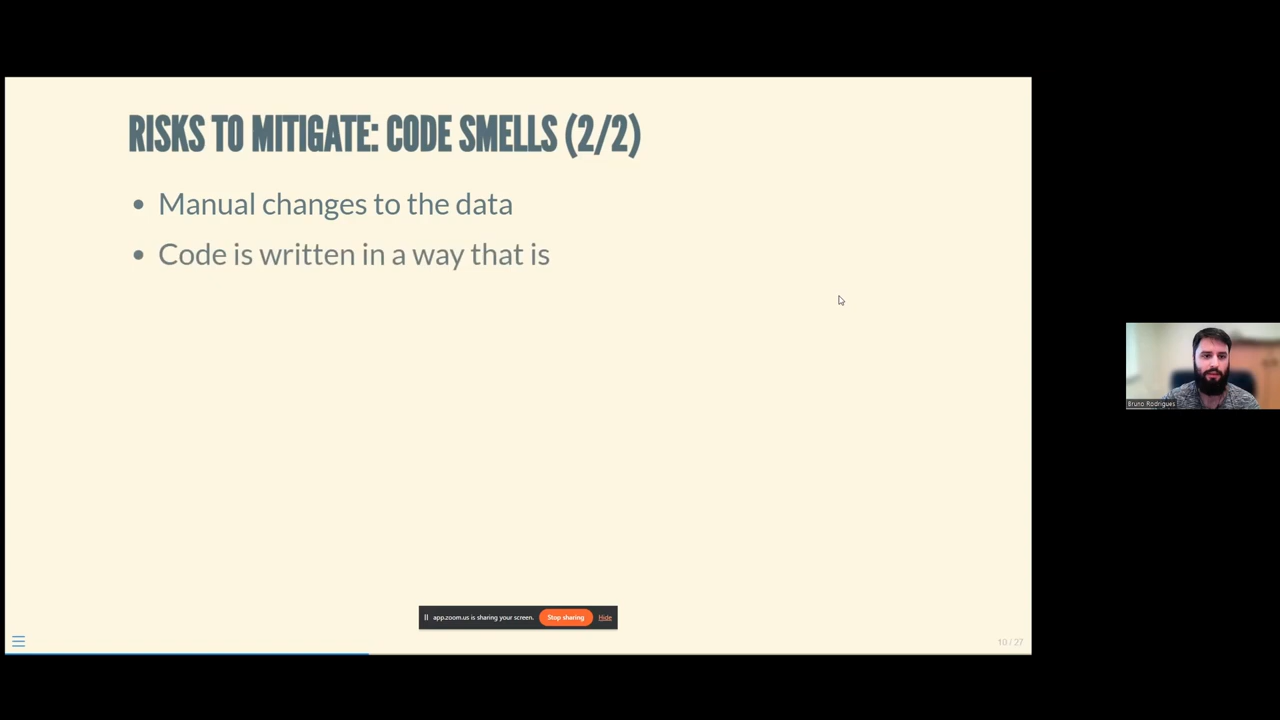 RISKS TO MITIGATE: CODE SMELLS (2/2)
Manual changes to the data
Code is written in a way that is
Bruno Rodrigues
app.zoom.us is sharing your screen. Stop sharing Hide
10 / 27